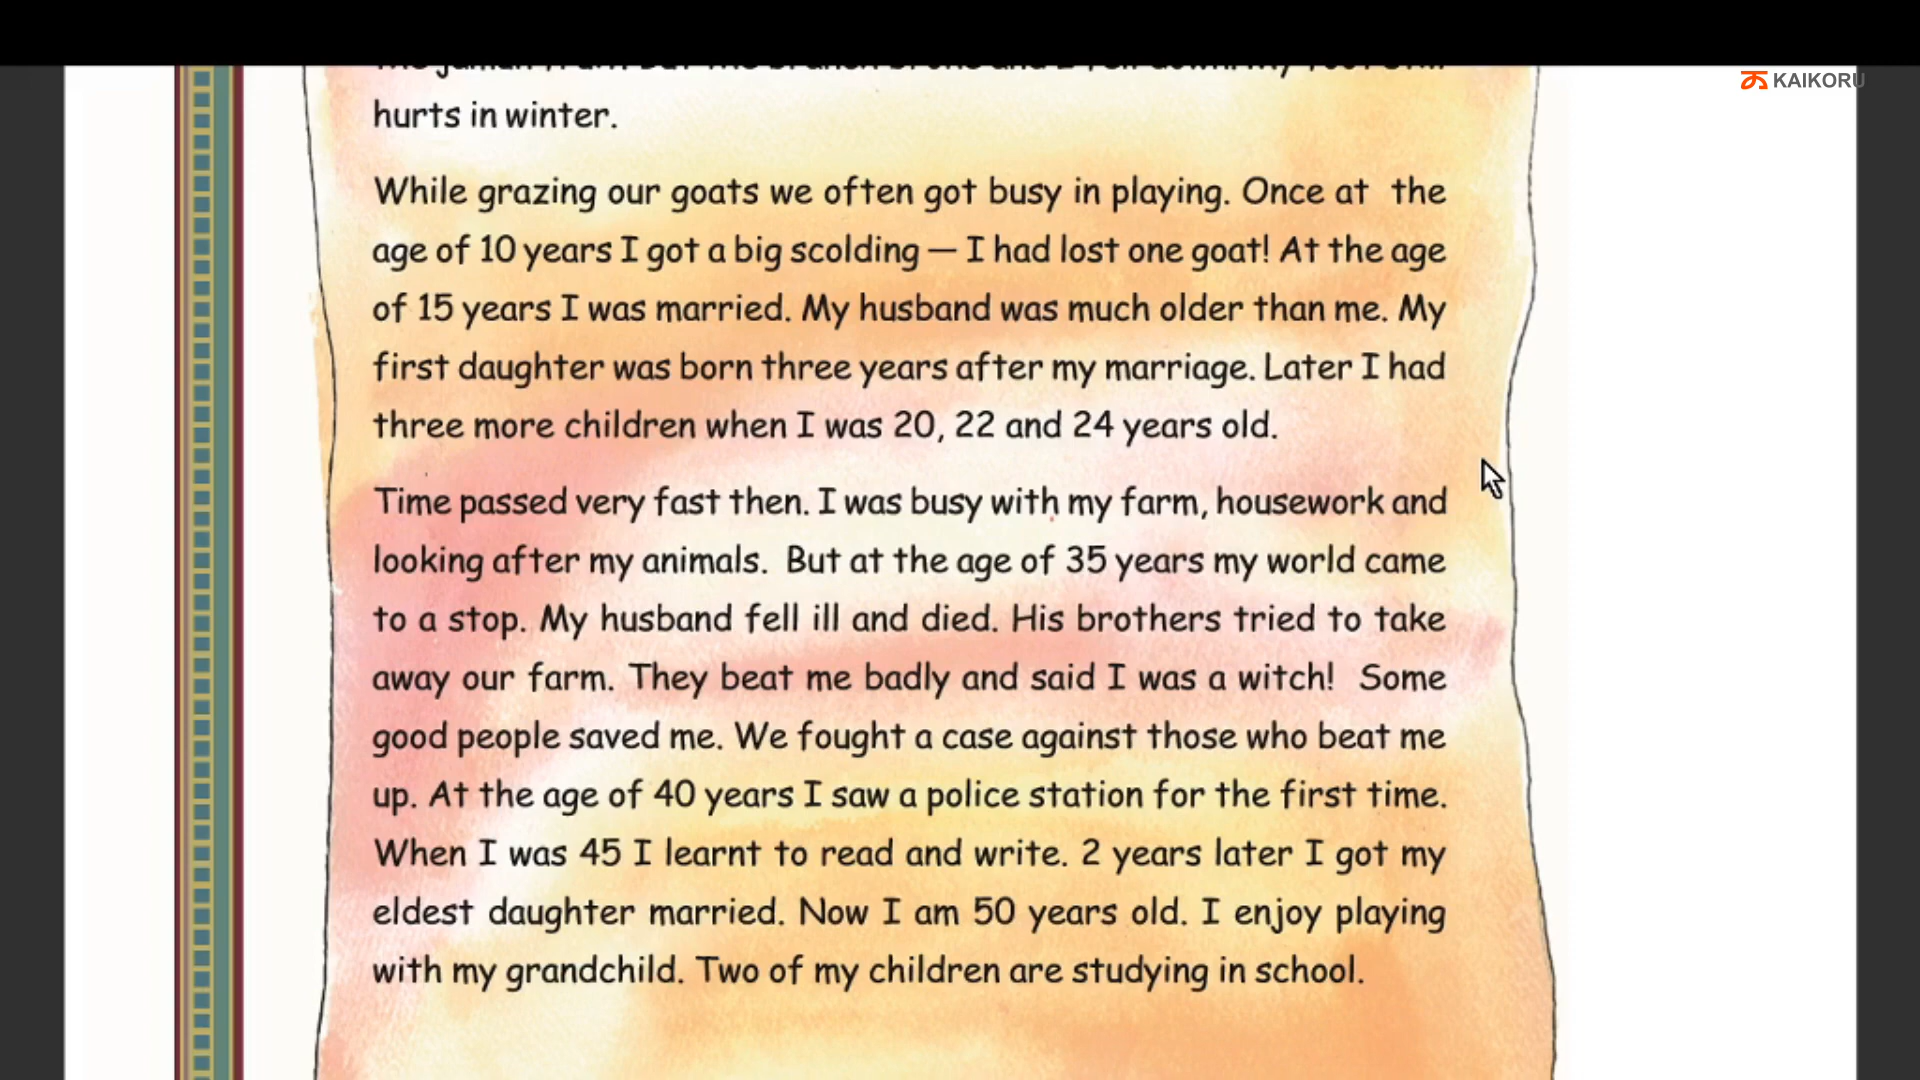 KAIKORU
hurts in winter.
While grazing our goats we often got busy in playing. Once at the
age of 10 years I got a big scolding — I had lost one goat! At the age
of 15 years I was married. My husband was much older than me. My
first daughter was born three years after my marriage. Later I had
three more children when I was 20, 22 and 24 years old.
Time passed very fast then. I was busy with my farm, housework and
looking after my animals. But at the age of 35 years my world came
to a stop. My husband fell ill and died. His brothers tried to take
away our farm. They beat me badly and said I was a witch! Some
good people saved me. We fought a case against those who beat me
up. At the age of 40 years I saw a police station for the first time.
When I was 45 I learnt to read and write. 2 years later I got my
eldest daughter married. Now I am 50 years old. I enjoy playing
with my grandchild. Two of my children are studying in school.